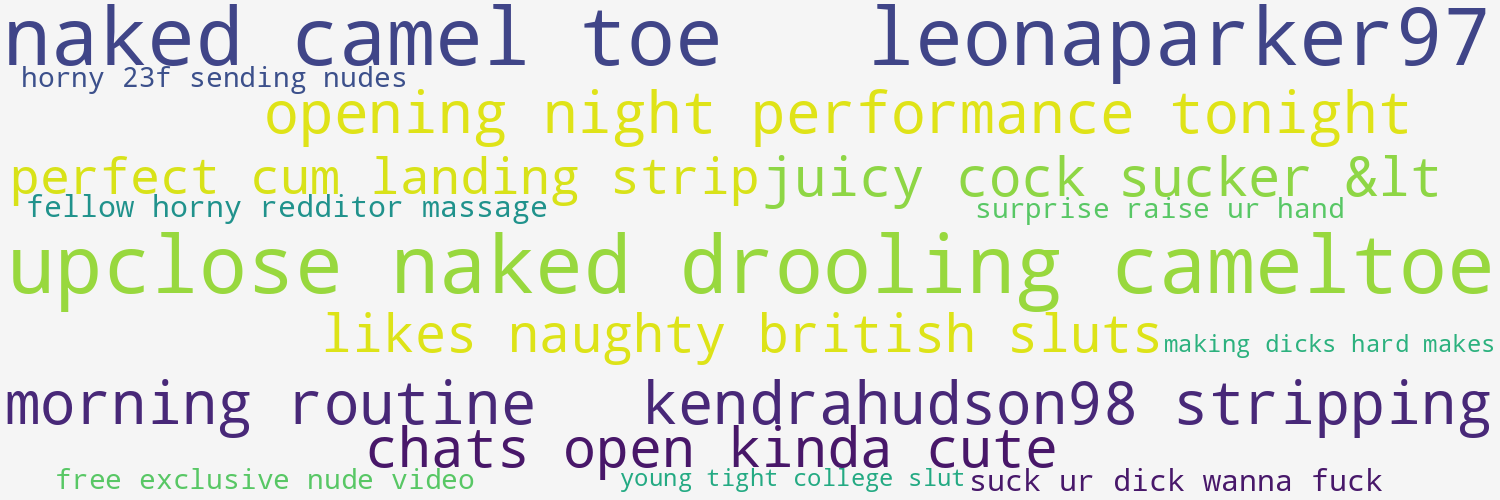 naked camel toe leonaparker97
horny 23f sending nudes
opening night performance tonight
perfect cum landing strip
juicy cock sucker &lt
fellow horny redditor massage
surprise raise ur hand
upclose naked drooling cameltoe
likes naughty british sluts
making dicks hard makes
morning routine kendrahudson98 stripping
chats open kinda cute
free exclusive nude video
young tight college slut
suck ur dick wanna fuck